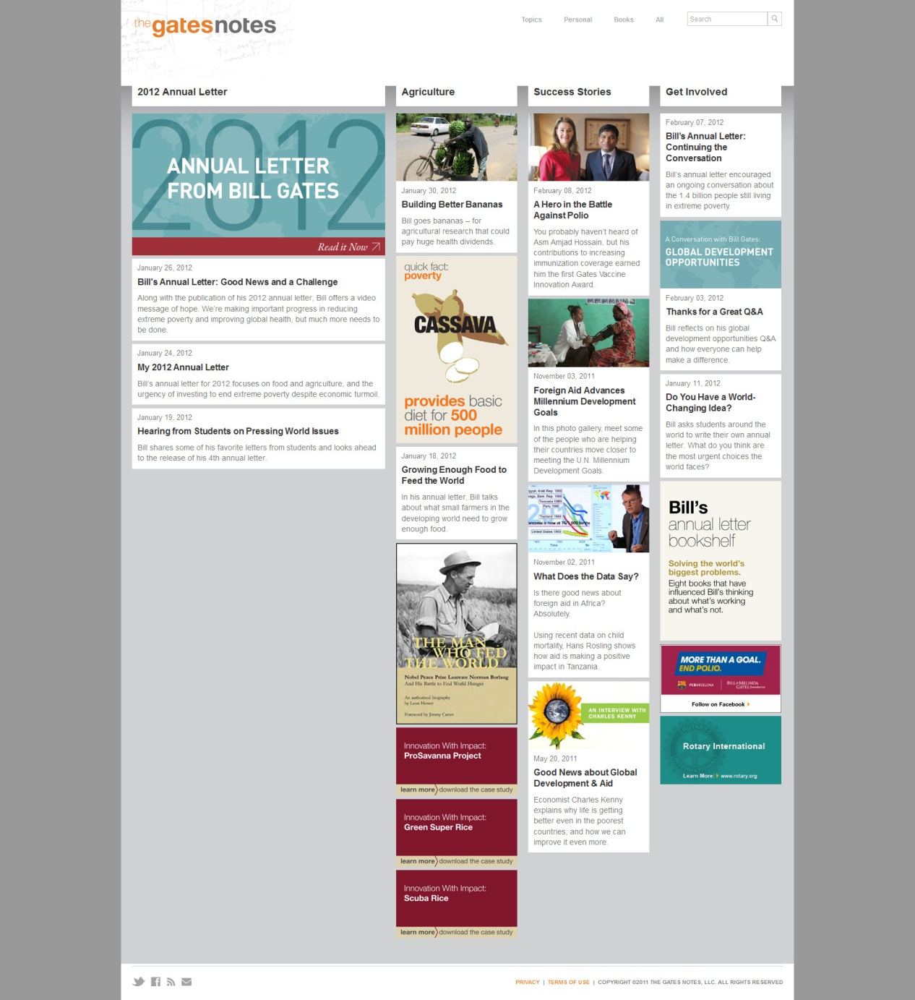 thegatesnotes
Topics
Personal
Books
All
Search
2012 Annual Letter
2012
ANNUAL LETTER
FROM BILL GATES
Read it Now
January 26, 2012
Bill's Annual Letter: Good News and a Challenge
Along with the publication of his 2012 annual letter, Bill offers a video
message of hope. We're making important progress in reducing
extreme poverty and improving global health, but much more needs to
be done.
January 24, 2012
My 2012 Annual Letter
Bill's annual letter for 2012 focuses on food and agriculture, and the
urgency of investing to end extreme poverty despite economic turmoil.
January 19, 2012
Hearing from Students on Pressing World Issues
Bill shares some of his favorite letters from students and looks ahead
to the release of his 4th annual letter.
Agriculture
January 30, 2012
Building Better Bananas
Bill goes bananas – for
agricultural research that could
pay huge health dividends.
quick fact:
poverty
CASSAVA
provides basic
diet for 500
million people
January 18, 2012
Growing Enough Food to
Feed the World
In his annual letter, Bill talks
about what small farmers in the
developing world need to grow
enough food.
THE MAN
WHO FED
THE WORLD
Nobel Peace Prize Laureate Norman Borlaug
And His Battle to End World Hunger
An authorized biography
by Leon Hesser
Foreword by Jimmy Carter
Innovation With Impact:
ProSavanna Project
learn more download the case study
Innovation With Impact:
Green Super Rice
learn more download the case study
Innovation With Impact:
Scuba Rice
learn more download the case study
Success Stories
February 08, 2012
A Hero in the Battle
Against Polio
You probably haven't heard of
Asm Amjad Hossain, but his
contributions to increasing
immunization coverage earned
him the first Gates Vaccine
Innovation Award.
November 03, 2011
Foreign Aid Advances
Millennium Development
Goals
In this photo gallery, meet some
of the people who are helping
their countries move closer to
meeting the U.N. Millennium
Development Goals.
Egypt, Arab Rep. 1960
Tanzania 1960
Peru 1960
Thailand 1960
Tanzania is now at 76/1,000 births
United States 1960
Time
November 02, 2011
What Does the Data Say?
Is there good news about
foreign aid in Africa?
Absolutely.
Using recent data on child
mortality, Hans Rosling shows
how aid is making a positive
impact in Tanzania.
AN INTERVIEW WITH
CHARLES KENNY
May 20, 2011
Good News about Global
Development & Aid
Economist Charles Kenny
explains why life is getting
better even in the poorest
countries, and how we can
improve it even more.
Get Involved
February 07, 2012
Bill's Annual Letter:
Continuing the
Conversation
Bill's annual letter encouraged
an ongoing conversation about
the 1.4 billion people still living
in extreme poverty.
A Conversation with Bill Gates:
GLOBAL DEVELOPMENT
OPPORTUNITIES
February 03, 2012
Thanks for a Great Q&A
Bill reflects on his global
development opportunities Q&A
and how everyone can help
make a difference.
January 11, 2012
Do You Have a World-
Changing Idea?
Bill asks students around the
world to write their own annual
letter. What do you think are
the most urgent choices the
world faces?
Bill's
annual letter
bookshelf
Solving the world's
biggest problems.
Eight books that have
influenced Bill's thinking
about what's working
and what's not.
MORE THAN A GOAL.
END POLIO.
FCBARCELONA
BILL & MELINDA
GATES foundation
Follow on Facebook
Rotary International
Learn More: www.rotary.org
PRIVACY | TERMS OF USE | COPYRIGHT ©2011 THE GATES NOTES, LLC. ALL RIGHTS RESERVED